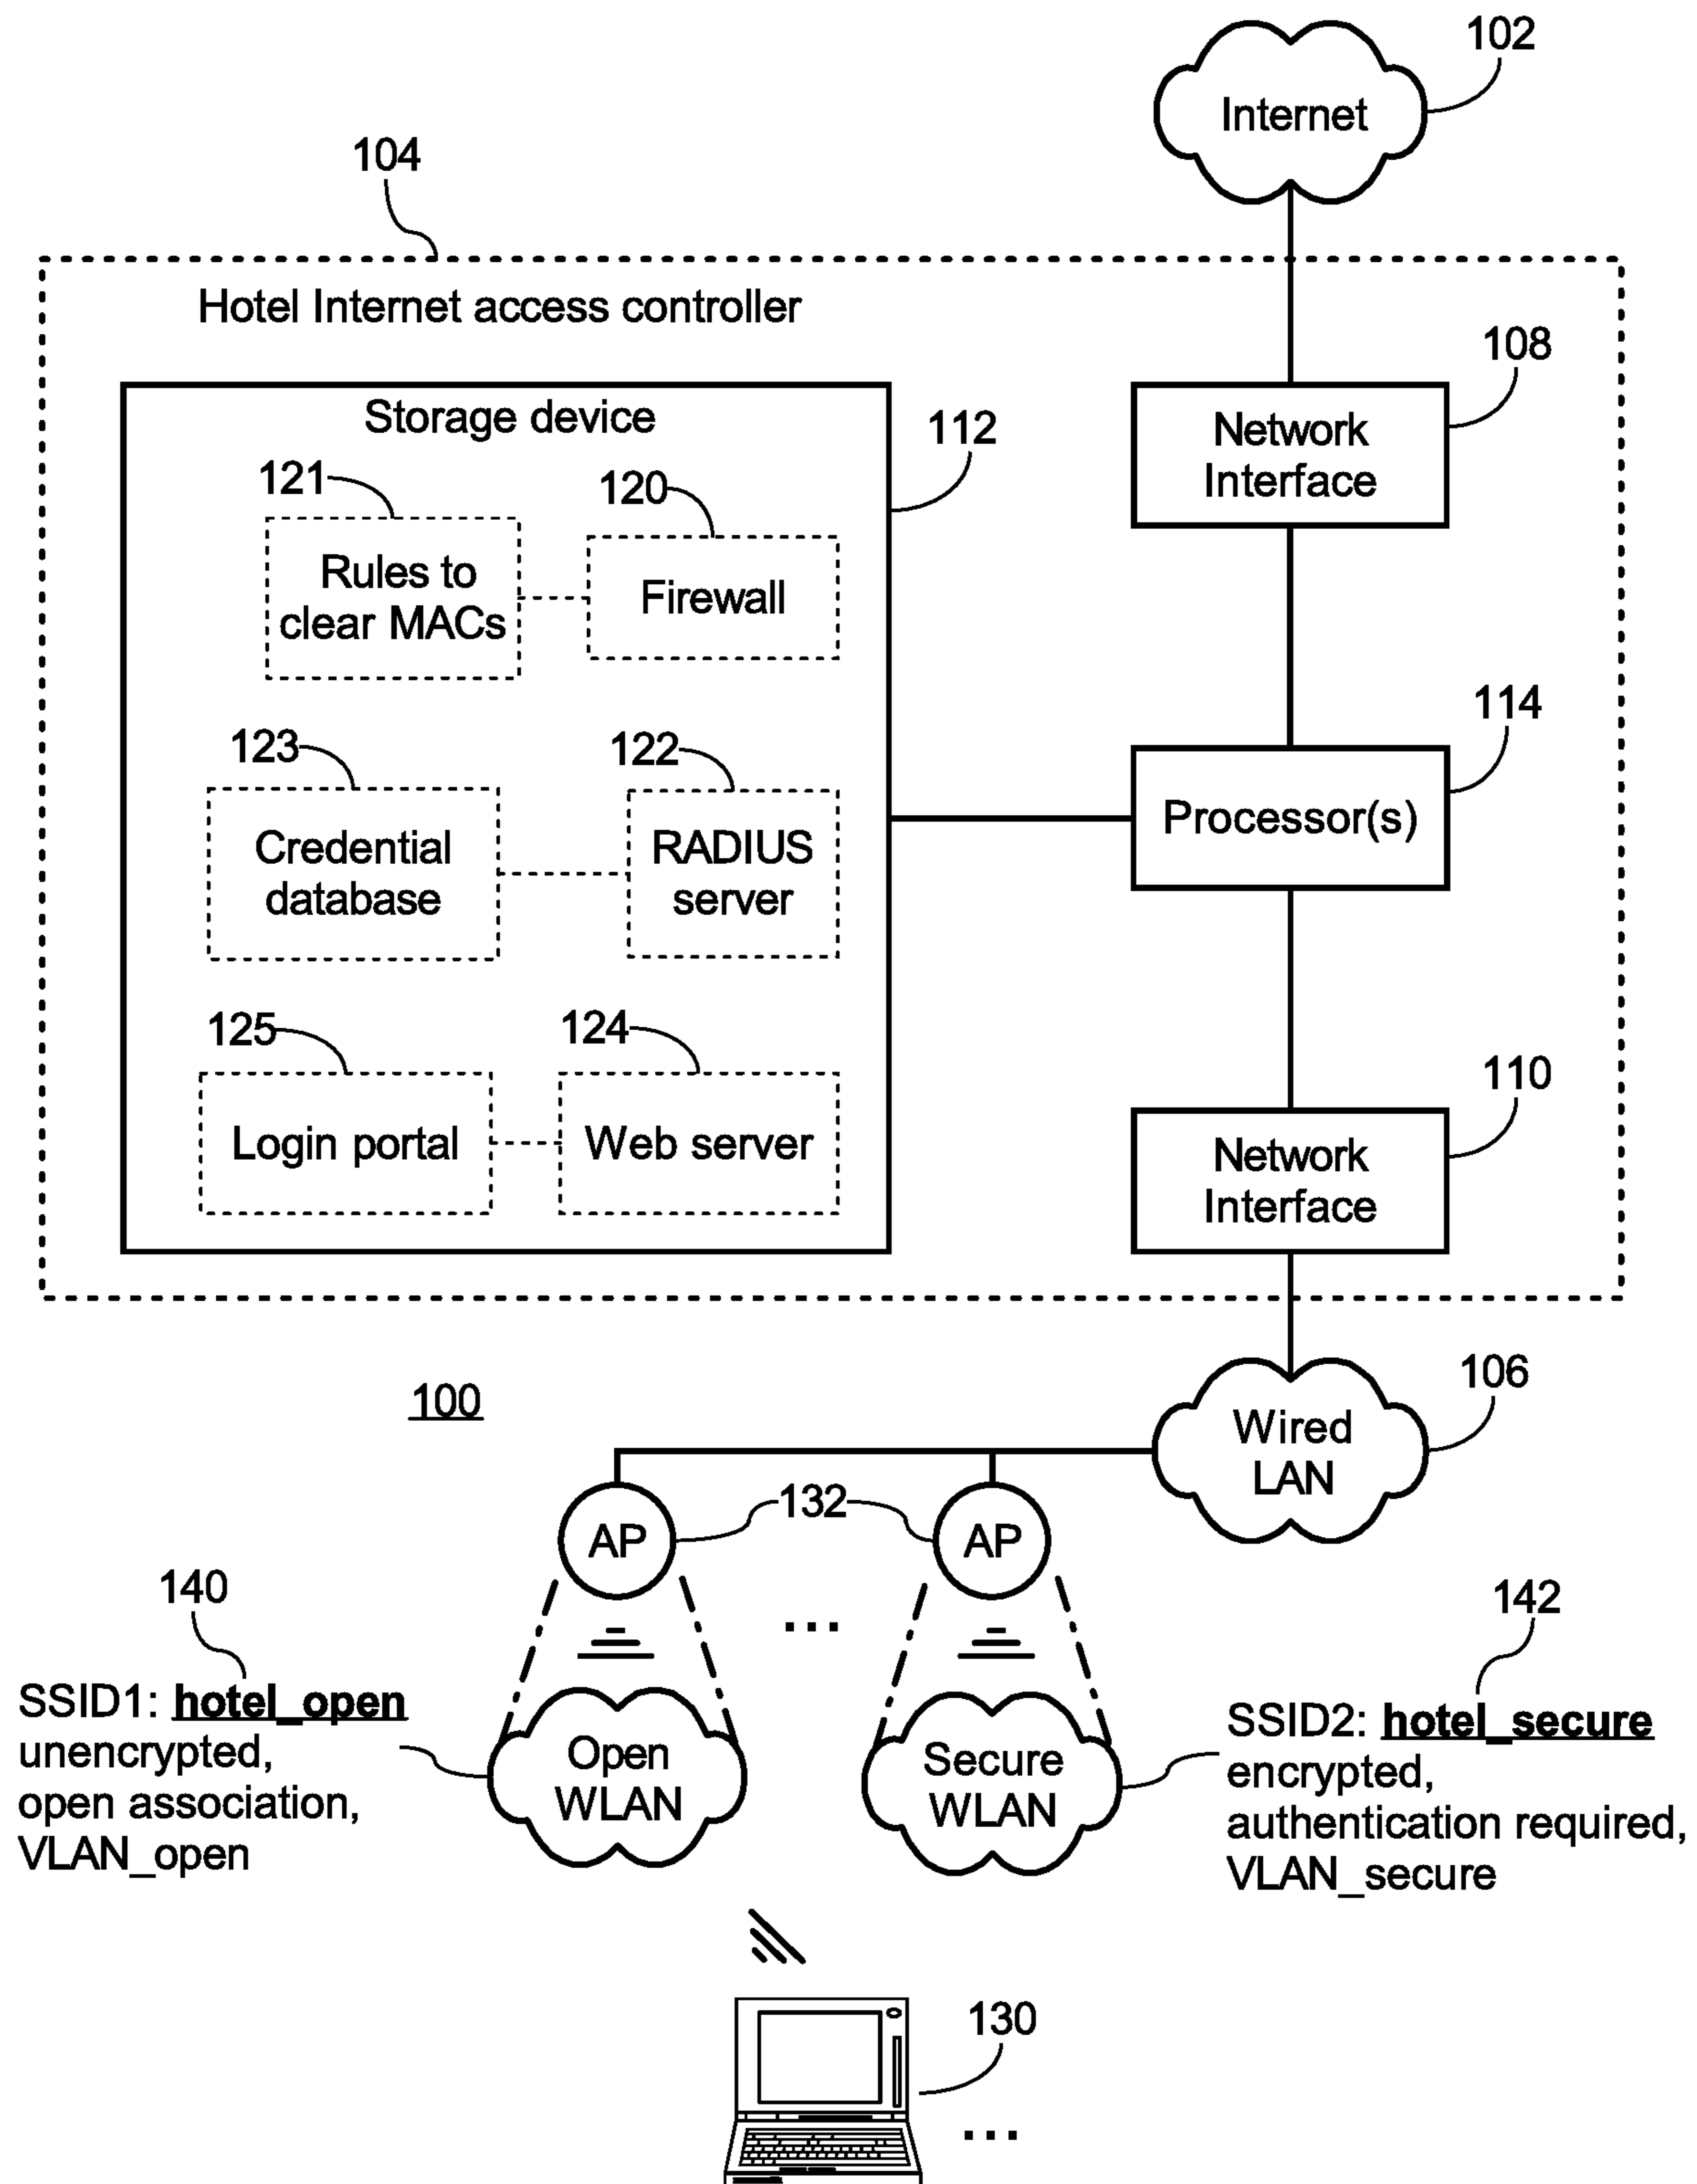 102
Internet
104
Hotel Internet access controller
108
Network
Interface
Storage device
112
121
120
Rules to
clear MACs
Firewall
114
Processor(s)
123
122
Credential
database
RADIUS
server
125
124
Login portal
Web server
110
Network
Interface
100
106
Wired
LAN
132
AP
AP
...
140
142
SSID1: hotel_open
unencrypted,
open association,
VLAN_open
Open
WLAN
Secure
WLAN
SSID2: hotel_secure
encrypted,
authentication required,
VLAN_secure
130
...